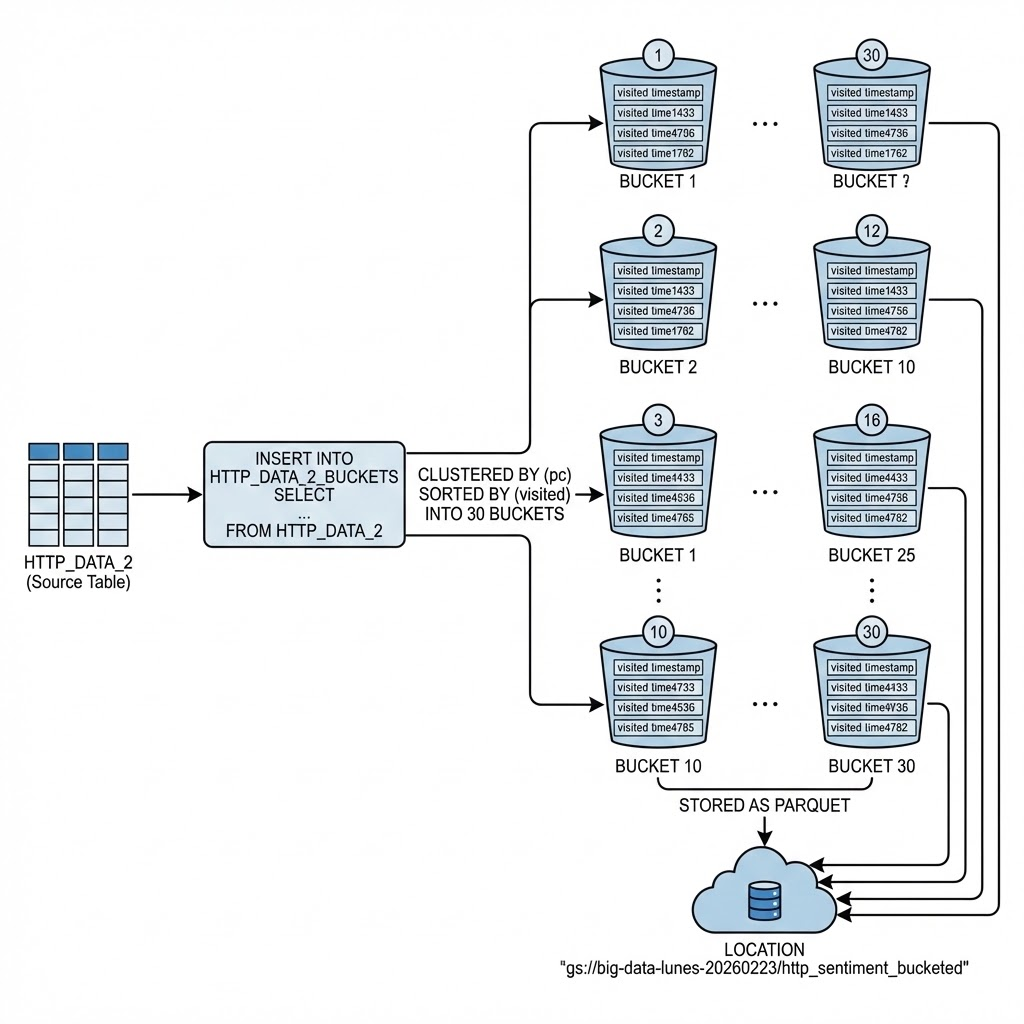 1
visited timestamp
visited time1433
visited time4706
visited time1762
BUCKET 1
...
30
visited timestamp
visited time1433
visited time4736
visited time1762
BUCKET ?
2
visited timestamp
visited time1433
visited time4736
visited time1762
BUCKET 2
...
12
visited timestamp
visited time1433
visited time4756
visited time4782
BUCKET 10
HTTP_DATA_2
(Source Table)
INSERT INTO
HTTP_DATA_2_BUCKETS
SELECT
...
FROM HTTP_DATA_2
CLUSTERED BY (pc)
SORTED BY (visited)
INTO 30 BUCKETS
3
visited timestamp
visited time4433
visited time4536
visited time4765
BUCKET 1
...
16
visited timestamp
visited time4433
visited time4736
visited time4782
BUCKET 25
10
visited timestamp
visited time4733
visited time4536
visited time4785
BUCKET 10
...
30
visited timestamp
visited
visited
visited time4782
BUCKET 30
STORED AS PARQUET
LOCATION
"gs://big-data-lunes-20260223/http_sentiment_bucketed"